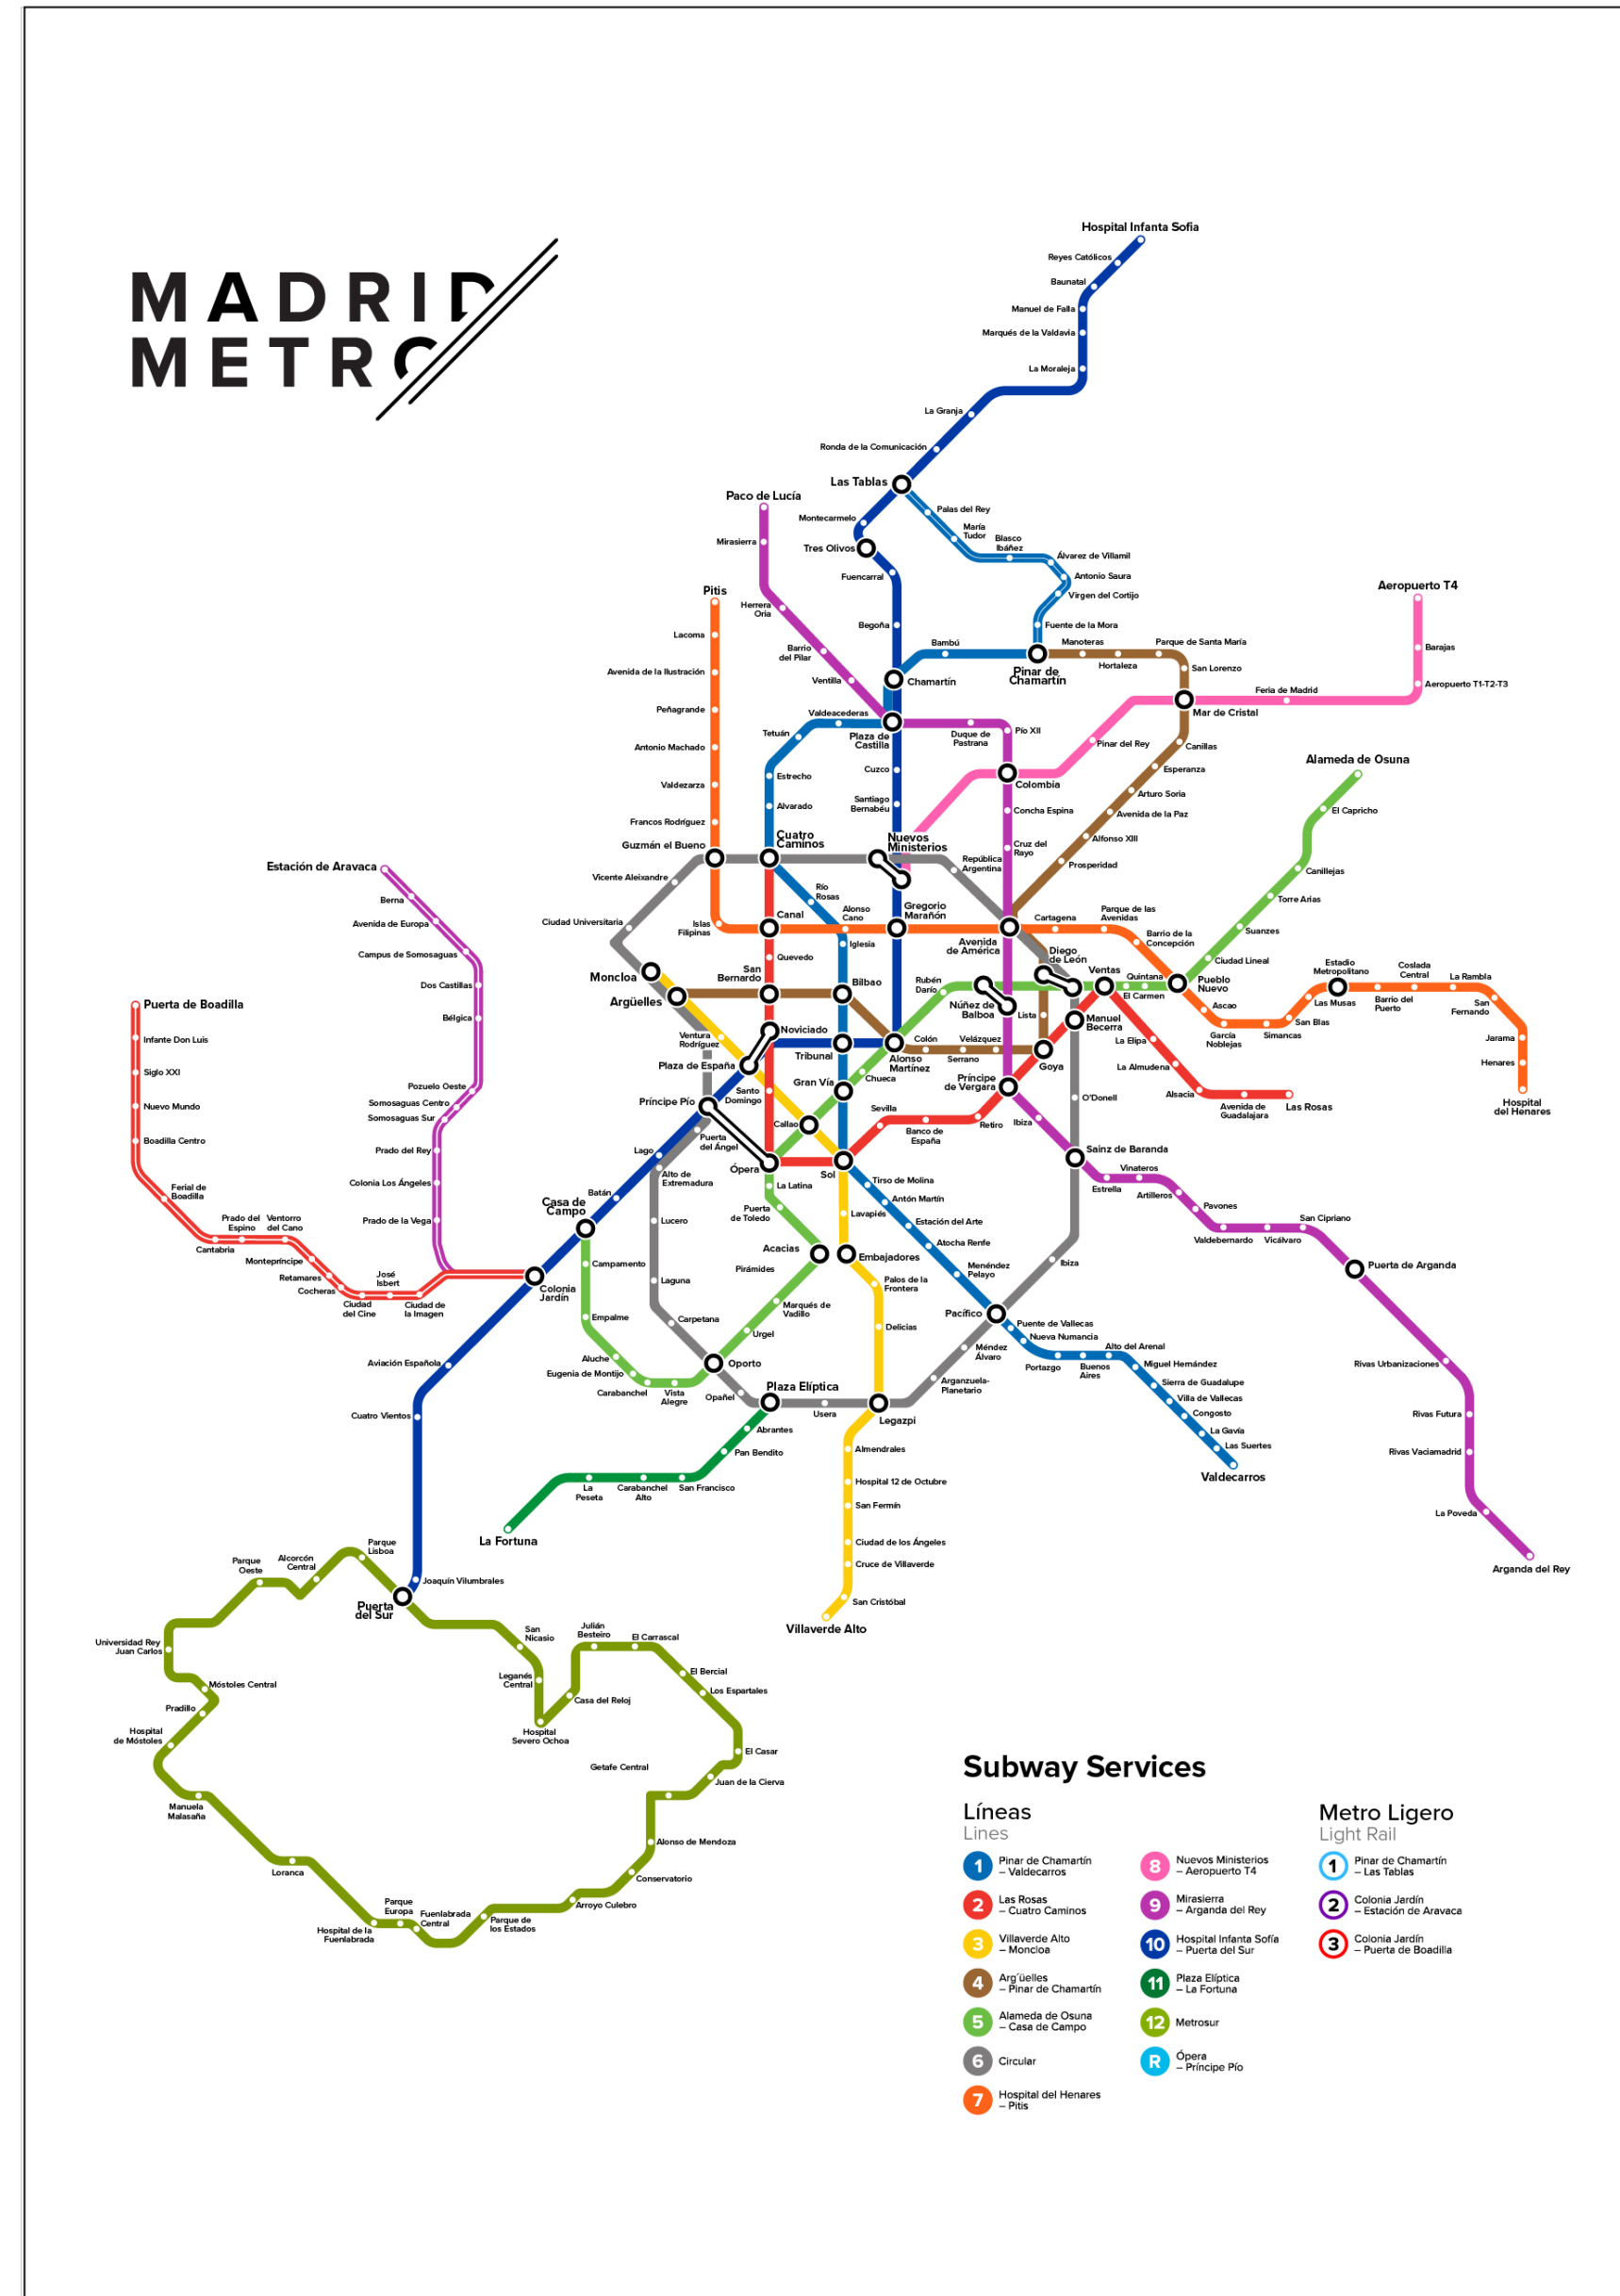 MADRID
METRO
Hospital Infanta Sofia
Reyes Católicos
Baunatal
Manuel de Falla
Marqués de la Valdavia
La Moraleja
La Granja
Ronda de la Comunicación
Las Tablas
Montecarmelo
Tres Olivos
Fuencarral
Begoña
Palas del Rey
María
Tudor
Blasco
Ibáñez
Álvarez de Villamil
Antonio Saura
Virgen del Cortijo
Fuente de la Mora
Paco de Lucía
Mirasierra
Herrera
Oria
Barrio
del Pilar
Ventilla
Pitis
Lacoma
Avenida de la Ilustración
Peñagrande
Antonio Machado
Valdezarza
Francos Rodríguez
Guzmán el Bueno
Bambú
Chamartín
Pinar de
Chamartín
Manoteras
Hortaleza
Parque de Santa María
San Lorenzo
Mar de Cristal
Feria de Madrid
Aeropuerto T4
Barajas
Aeropuerto T1-T2-T3
Valdeacederas
Tetuán
Estrecho
Alvarado
Plaza de
Castilla
Cuzco
Santiago
Bernabéu
Duque de
Pastrana
Pío XII
Colombia
Concha Espina
Cruz del
Rayo
Pinar del Rey
Canillas
Esperanza
Arturo Soria
Avenida de la Paz
Alfonso XIII
Prosperidad
Alameda de Osuna
El Capricho
Canillejas
Torre Arias
Suanzes
Ciudad Lineal
Cuatro
Caminos
Nuevos
Ministerios
República
Argentina
Vicente Aleixandre
Ciudad Universitaria
Río
Rosas
Islas
Filipinas
Canal
Alonso
Cano
Gregorio
Marañón
Iglesia
Avenida
de América
Cartagena
Parque de las
Avenidas
Barrio de la
Concepción
Quevedo
San
Bernardo
Bilbao
Moncloa
Argüelles
Rubén
Darío
Núñez de
Balboa
Diego
de León
Lista
Ventas
Manuel
Becerra
Quintana
El Carmen
Pueblo
Nuevo
Ascao
García
Noblejas
Simancas
San Blas
Las Musas
Estadio
Metropolitano
Barrio del
Puerto
Coslada
Central
La Rambla
San
Fernando
Jarama
Henares
Hospital
del Henares
Estación de Aravaca
Berna
Avenida de Europa
Campus de Somosaguas
Dos Castillas
Bélgica
Pozuelo Oeste
Somosaguas Centro
Somosaguas Sur
Prado del Rey
Colonia Los Ángeles
Prado de la Vega
Puerta de Boadilla
Infante Don Luis
Siglo XXI
Nuevo Mundo
Boadilla Centro
Ferial de
Boadilla
Cantabria
Prado del
Espino
Ventorro
del Cano
Montepríncipe
Retamares
Cocheras
Ciudad
del Cine
José
Isbert
Ciudad de
la Imagen
Colonia
Jardín
Ventura
Rodríguez
Noviciado
Plaza de España
Tribunal
Alonso
Martínez
Colón
Serrano
Velázquez
Goya
Príncipe Pío
Santo
Domingo
Gran Vía
Chueca
Callao
Príncipe
de Vergara
La Elipa
La Almudena
Alsacia
Avenida de
Guadalajara
Las Rosas
O'Donell
Puerta
del Ángel
Ópera
Sol
Sevilla
Banco de
España
Retiro
Ibiza
Sainz de Baranda
Lago
Alto de
Extremadura
Batán
Casa de
Campo
Lucero
Laguna
Carpetana
La Latina
Puerta
de Toledo
Acacias
Pirámides
Tirso de Molina
Antón Martín
Estación del Arte
Atocha Renfe
Menéndez
Pelayo
Lavapiés
Embajadores
Palos de la
Frontera
Delicias
Estrella
Vinateros
Artilleros
Pavones
Valdebernardo
Vicálvaro
San Cipriano
Puerta de Arganda
Rivas Urbanizaciones
Rivas Futura
Rivas Vaciamadrid
La Poveda
Arganda del Rey
Ibiza
Pacífico
Méndez
Álvaro
Arganzuela-
Planetario
Puente de Vallecas
Nueva Numancia
Portazgo
Buenos
Aires
Alto del Arenal
Miguel Hernández
Sierra de Guadalupe
Villa de Vallecas
Congosto
La Gavía
Las Suertes
Valdecarros
Campamento
Empalme
Aluche
Eugenia de Montijo
Carabanchel
Vista
Alegre
Oporto
Urgel
Marqués de
Vadillo
Opañel
Plaza Elíptica
Usera
Legazpi
Abrantes
Pan Bendito
San Francisco
Carabanchel
Alto
La
Peseta
La Fortuna
Almendrales
Hospital 12 de Octubre
San Fermín
Ciudad de los Ángeles
Cruce de Villaverde
San Cristóbal
Villaverde Alto
Aviación Española
Cuatro Vientos
Joaquín Vilumbrales
Puerta
del Sur
Parque
Lisboa
Alcorcón
Central
Parque
Oeste
Universidad Rey
Juan Carlos
Móstoles Central
Pradillo
Hospital
de Móstoles
Manuela
Malasaña
Loranca
Hospital de la
Fuenlabrada
Parque
Europa
Fuenlabrada
Central
Parque de
los Estados
Arroyo Culebro
Conservatorio
Alonso de Mendoza
Getafe Central
Juan de la Cierva
El Casar
Los Espartales
El Bercial
El Carrascal
Julián
Besteiro
Casa del Reloj
Hospital
Severo Ochoa
Leganés
Central
San
Nicasio
Subway Services
Líneas
Lines
1 Pinar de Chamartín
– Valdecarros
2 Las Rosas
– Cuatro Caminos
3 Villaverde Alto
– Moncloa
4 Arg´üelles
– Pinar de Chamartín
5 Alameda de Osuna
– Casa de Campo
6 Circular
7 Hospital del Henares
– Pitis
8 Nuevos Ministerios
– Aeropuerto T4
9 Mirasierra
– Arganda del Rey
10 Hospital Infanta Sofía
– Puerta del Sur
11 Plaza Elíptica
– La Fortuna
12 Metrosur
R Ópera
– Príncipe Pío
Metro Ligero
Light Rail
1 Pinar de Chamartín
– Las Tablas
2 Colonia Jardín
– Estación de Aravaca
3 Colonia Jardín
– Puerta de Boadilla